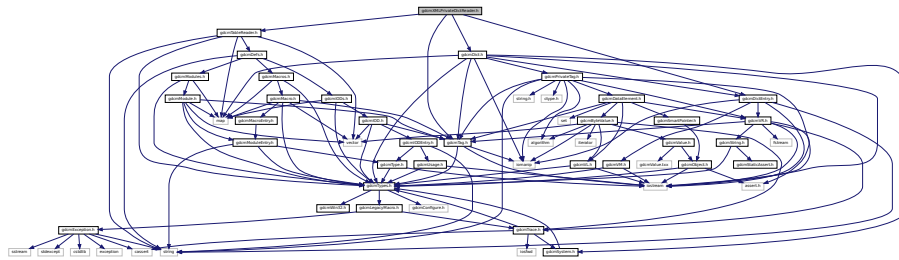 gdcmXMLPrivateDictReader.h
gdcmTableReader.h
gdcmDefs.h
gdcmDict.h
gdcmModules.h
gdcmMacros.h
gdcmPrivateTag.h
gdcmModule.h
gdcmMacro.h
gdcmIODs.h
string.h
ctype.h
gdcmDataElement.h
gdcmDictEntry.h
map
gdcmMacroEntry.h
gdcmIOD.h
set
gdcmByteValue.h
gdcmSmartPointer.h
gdcmVR.h
gdcmModuleEntry.h
vector
gdcmIODEntry.h
gdcmTag.h
algorithm
iterator
gdcmValue.h
gdcmString.h
fstream
gdcmType.h
gdcmUsage.h
iomanip
gdcmVL.h
gdcmVM.h
gdcmValue.txx
gdcmObject.h
gdcmStaticAssert.h
gdcmTypes.h
iostream
assert.h
gdcmWin32.h
gdcmLegacyMacro.h
gdcmConfigure.h
gdcmException.h
gdcmTrace.h
sstream
stdexcept
cstdlib
exception
cassert
string
iosfwd
gdcmSystem.h